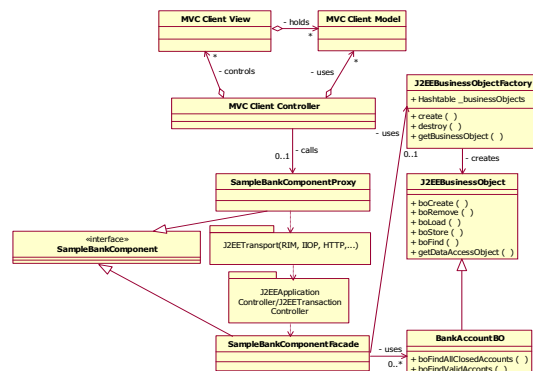 MVC Client View
- holds
*
MVC Client Model
*
- controls
- uses
*
MVC Client Controller
- calls
0..1
J2EEBusinessObjectFactory
+ Hashtable _businessObjects
+ create ( )
+ destroy ( )
+ getBusinessObject ( )
- uses
0..1
- creates
SampleBankComponentProxy
J2EEBusinessObject
+ boCreate ( )
+ boRemove ( )
+ boLoad ( )
+ boStore ( )
+ boFind ( )
+ getDataAccessObject ( )
«interface»
SampleBankComponent
J2EETransport(RIM, IIOP, HTTP,...)
J2EEApplication
Controller/J2EETransaction
Controller
SampleBankComponentFacade
- uses
0..*
BankAccountBO
+ boFindAllClosedAccounts ( )
+ boFindValidAcconts ( )